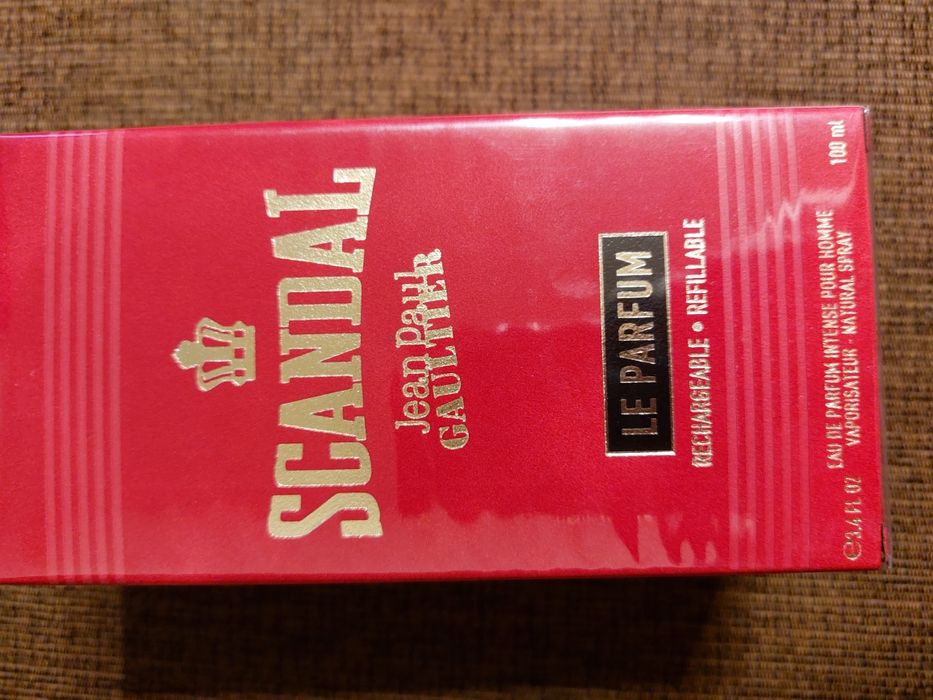 SCANDAL
Jean Paul
GAULTIER
LE PARFUM
RECHARGEABLE • REFILLABLE
℮ 3.4 FL OZ EAU DE PARFUM INTENSE POUR HOMME 100 ml
VAPORISATEUR - NATURAL SPRAY